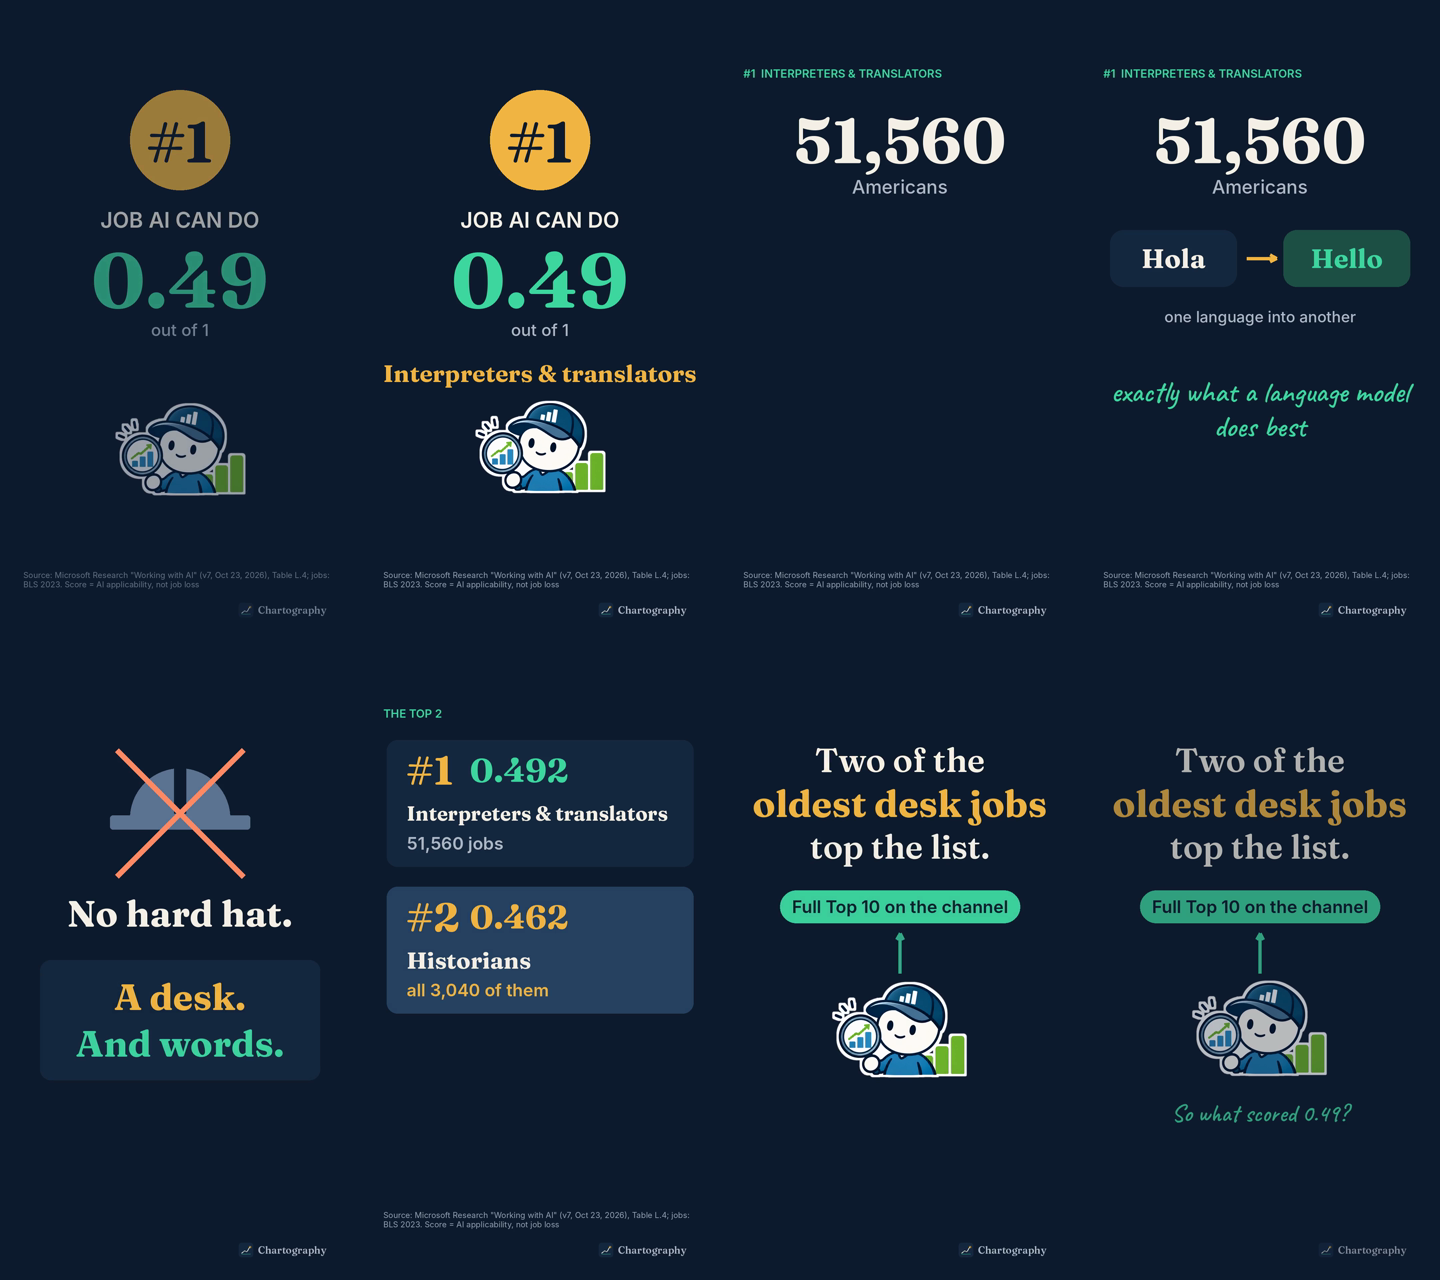 #1
JOB AI CAN DO
0.49
out of 1
Source: Microsoft Research "Working with AI" (v7, Oct 23, 2026), Table L.4; jobs:
BLS 2023. Score = AI applicability, not job loss
Chartography
#1
JOB AI CAN DO
0.49
out of 1
Interpreters & translators
Source: Microsoft Research "Working with AI" (v7, Oct 23, 2026), Table L.4; jobs:
BLS 2023. Score = AI applicability, not job loss
Chartography
#1 INTERPRETERS & TRANSLATORS
51,560
Americans
Source: Microsoft Research "Working with AI" (v7, Oct 23, 2026), Table L.4; jobs:
BLS 2023. Score = AI applicability, not job loss
Chartography
#1 INTERPRETERS & TRANSLATORS
51,560
Americans
Hola
Hello
one language into another
exactly what a language model
does best
Source: Microsoft Research "Working with AI" (v7, Oct 23, 2026), Table L.4; jobs:
BLS 2023. Score = AI applicability, not job loss
Chartography
No hard hat.
A desk.
And words.
Chartography
THE TOP 2
#1 0.492
Interpreters & translators
51,560 jobs
#2 0.462
Historians
all 3,040 of them
Source: Microsoft Research "Working with AI" (v7, Oct 23, 2026), Table L.4; jobs:
BLS 2023. Score = AI applicability, not job loss
Chartography
Two of the
oldest desk jobs
top the list.
Full Top 10 on the channel
Chartography
Two of the
oldest desk jobs
top the list.
Full Top 10 on the channel
So what scored 0.49?
Chartography